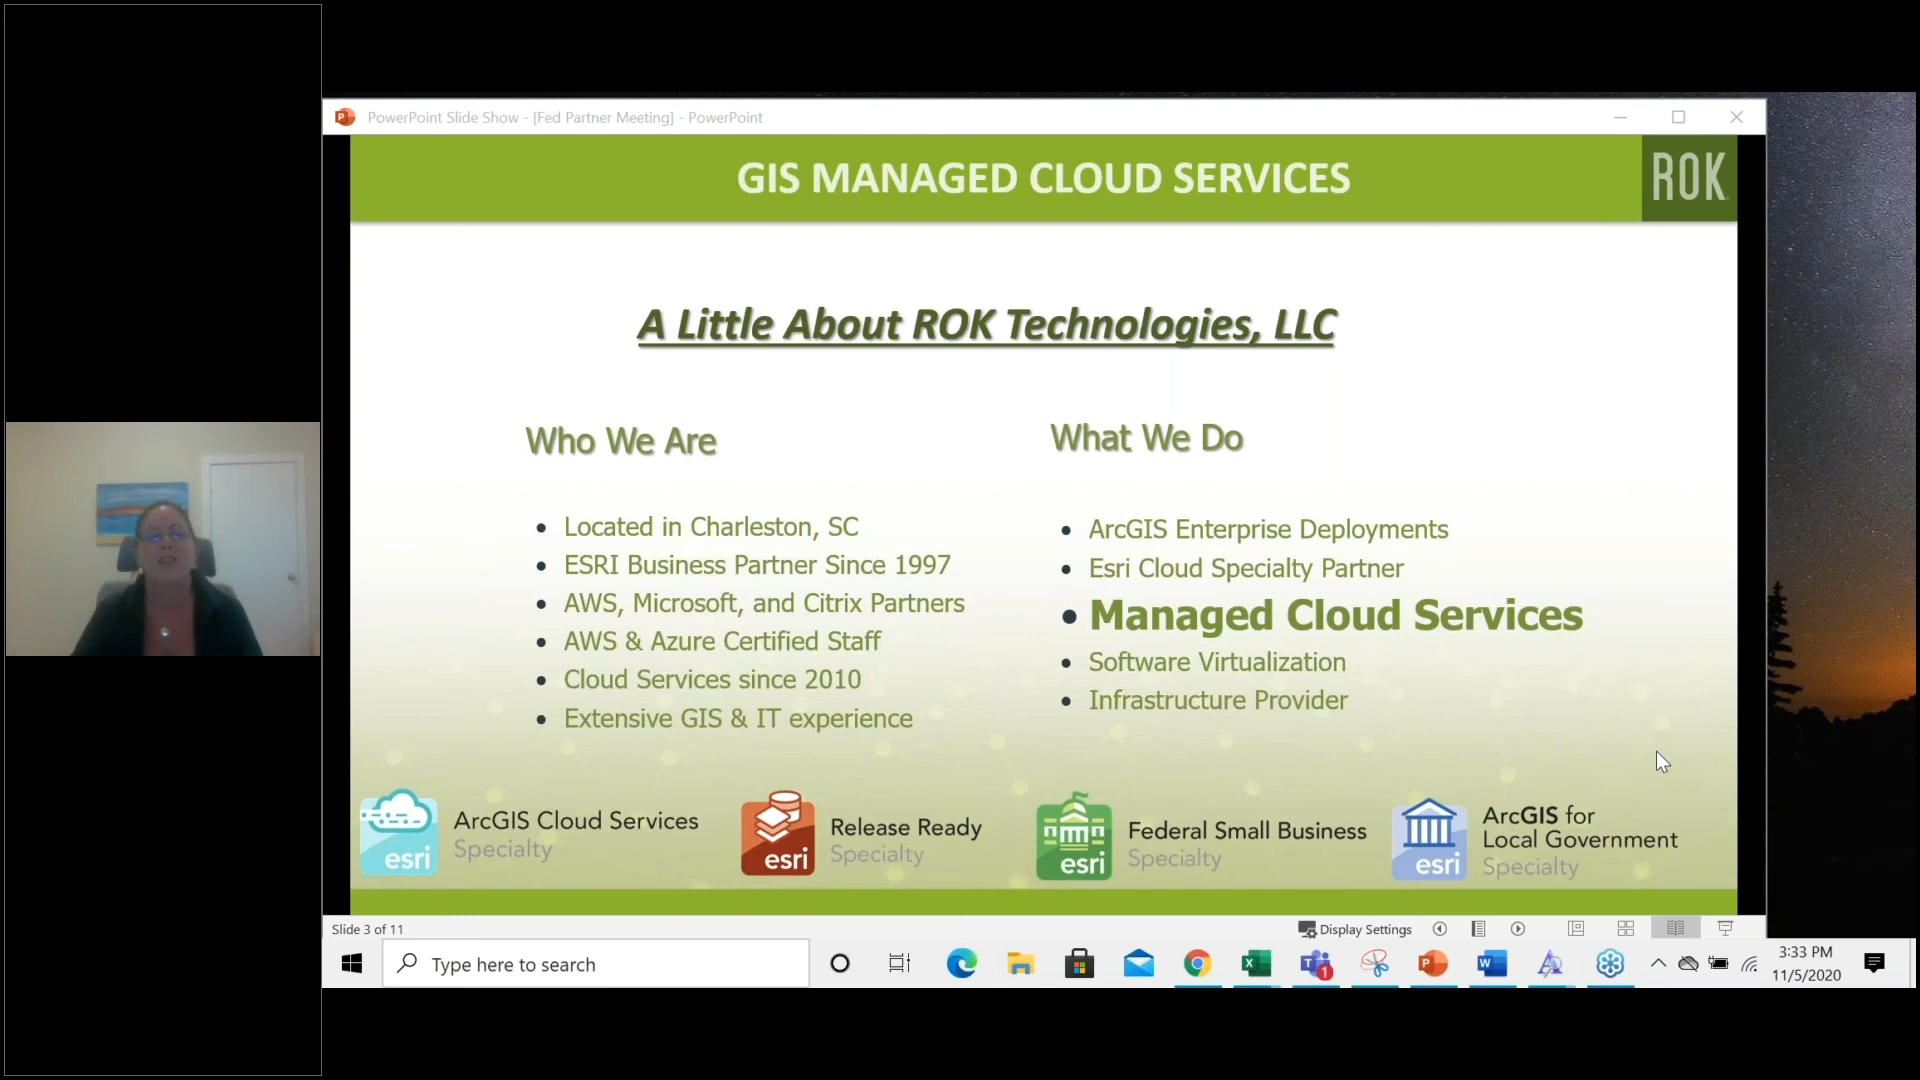 PowerPoint Slide Show - [Fed Partner Meeting] - PowerPoint
GIS MANAGED CLOUD SERVICES
ROK
A Little About ROK Technologies, LLC
Who We Are
• Located in Charleston, SC
• ESRI Business Partner Since 1997
• AWS, Microsoft, and Citrix Partners
• AWS & Azure Certified Staff
• Cloud Services since 2010
• Extensive GIS & IT experience
What We Do
• ArcGIS Enterprise Deployments
• Esri Cloud Specialty Partner
• Managed Cloud Services
• Software Virtualization
• Infrastructure Provider
esri
ArcGIS Cloud Services
Specialty
esri
Release Ready
Specialty
esri
Federal Small Business
Specialty
esri
ArcGIS for
Local Government
Specialty
Slide 3 of 11
Display Settings
Type here to search
1
3:33 PM
11/5/2020